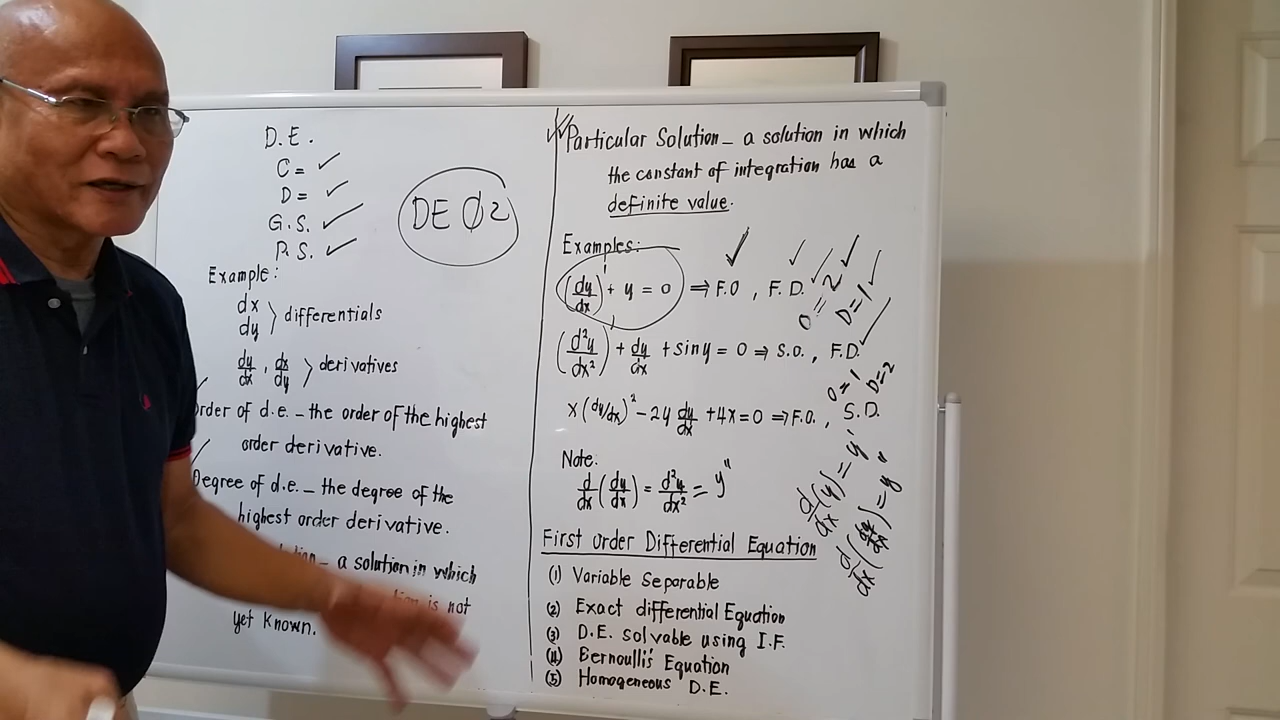 D.E.
C = ✓
D = ✓
G.S. ✓
P.S. ✓
DE Ø2
Example:
dx
dy > differentials
dy/dx , dx/dy > derivatives
rder of d.e. – the order of the highest
order derivative.
Degree of d.e. – the degree of the
highest order derivative.
– a solution in which
is not
yet known.
Particular Solution – a solution in which
the constant of integration has a
definite value.
Examples:
(dy/dx) + y = 0 ⇒ F.O , F.D.
O = 2
D = 1
(d²y/dx²) + dy/dx + sin y = 0 ⇒ S.O. , F.D.
O = 1
D = 2
x(dy/dx)² – 2y dy/dx + 4x = 0 ⇒ F.O. , S.D.
Note.
d/dx (dy/dx) = d²y/dx² = y"
d/dx (y) = y'
d/dx (dy/dx) = y"
First Order Differential Equation
(1) Variable Separable
(2) Exact differential Equation
(3) D.E. solvable using I.F.
(4) Bernoulli's Equation
(5) Homogeneous D.E.